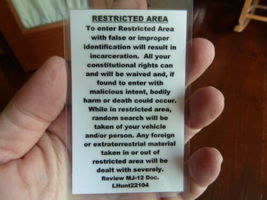 RESTRICTED AREA
To enter Restricted Area
with false or improper
identification will result in
incarceration. All your
constitutional rights can
and will be waived and, if
found to enter with
malicious intent, bodily
harm or death could occur.
While in restricted area,
random search will be
taken of your vehicle
and/or person. Any foreign
or extraterrestrial material
taken in or out of
restricted area will be
dealt with severely.
Review MJ-12 Doc.
LHunt22104